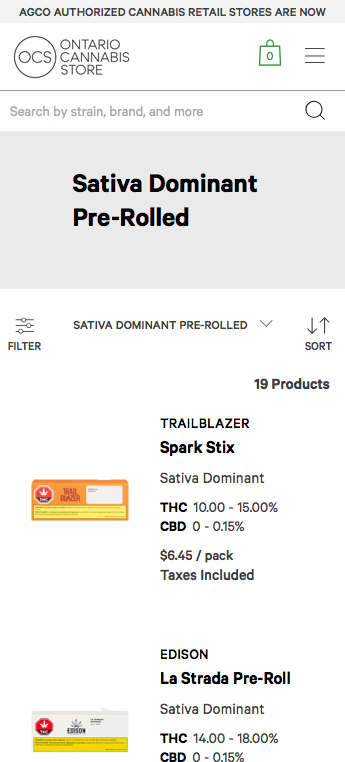 AGCO AUTHORIZED CANNABIS RETAIL STORES ARE NOW
OCS
ONTARIO
CANNABIS
STORE
0
Search by strain, brand, and more
Sativa Dominant
Pre-Rolled
FILTER
SATIVA DOMINANT PRE-ROLLED
SORT
19 Products
TRAILBLAZER
Spark Stix
Sativa Dominant
THC 10.00 - 15.00%
CBD 0 - 0.15%
$6.45 / pack
Taxes Included
THC
TRAIL
BLAZER
EDISON
La Strada Pre-Roll
Sativa Dominant
THC 14.00 - 18.00%
CBD 0 - 0.15%
THC
EDISON